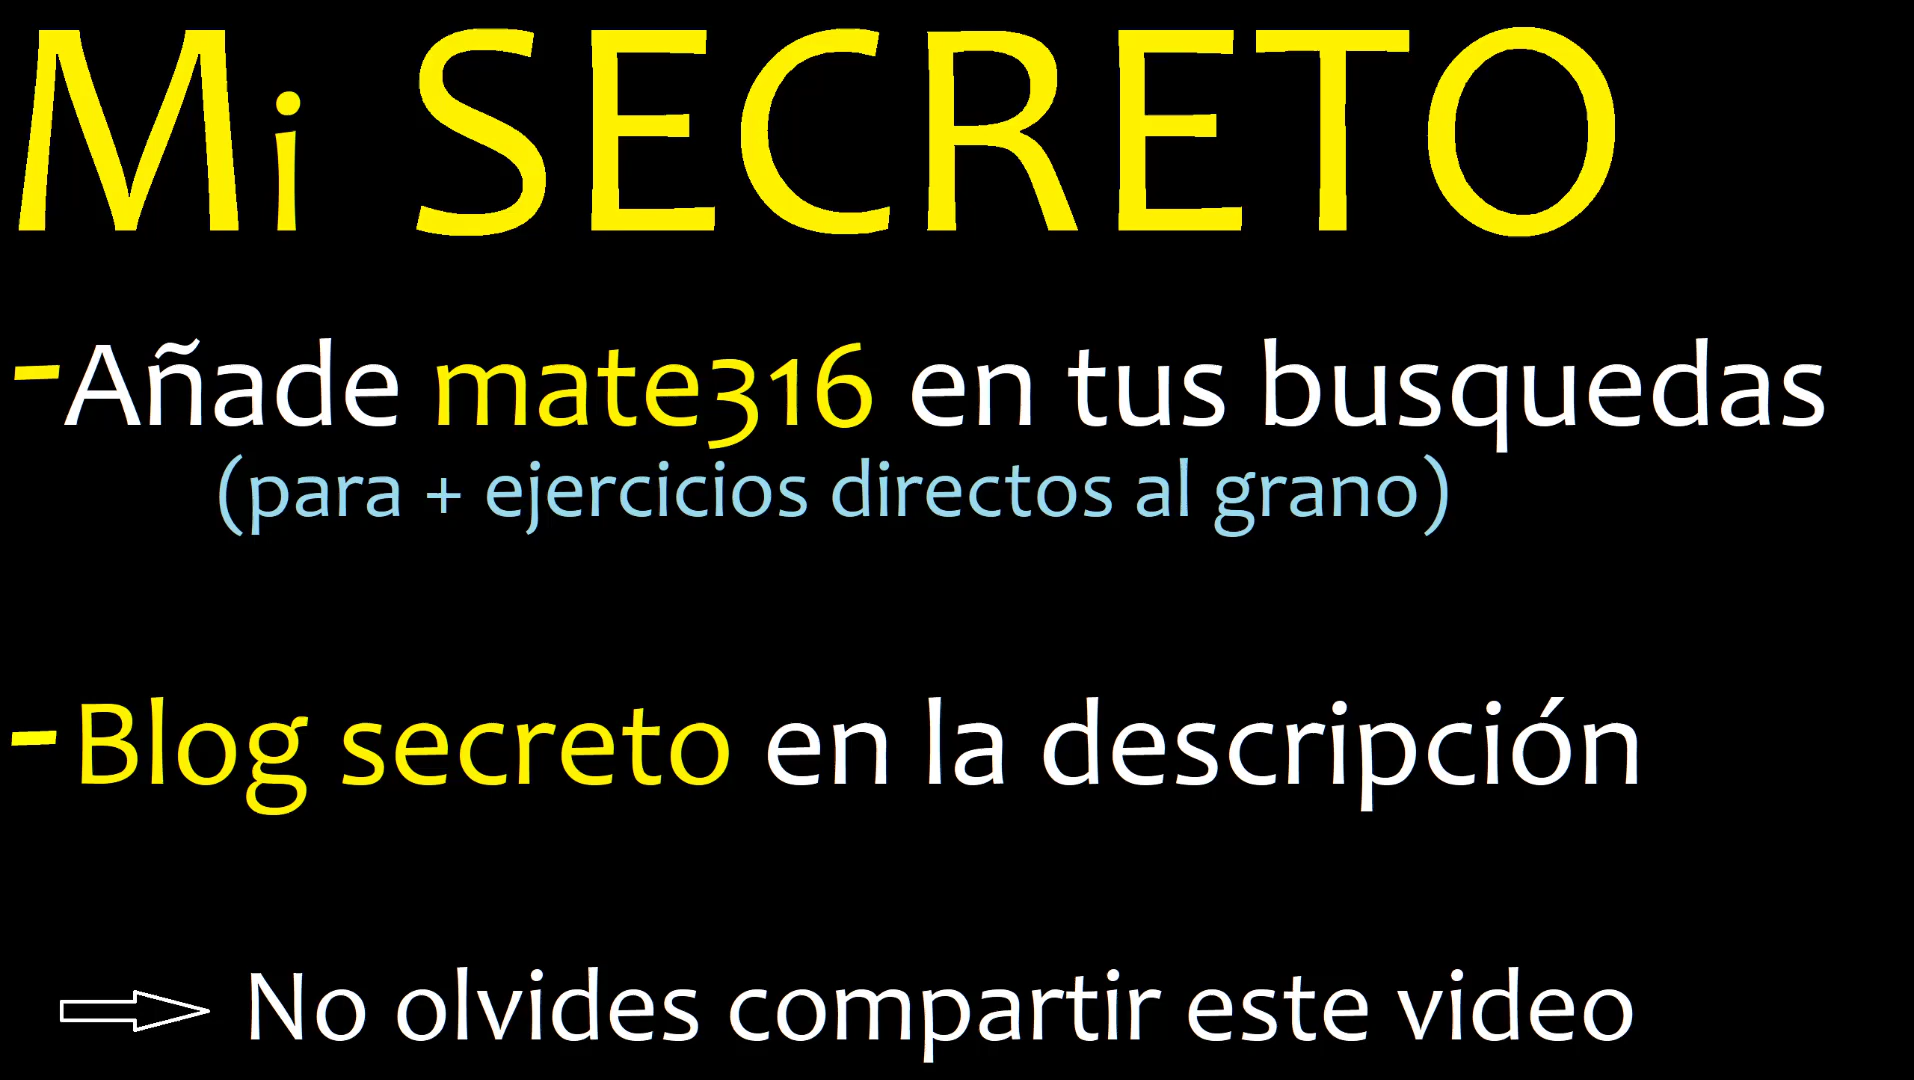 Mi SECRETO
-Añade mate316 en tus busquedas
(para + ejercicios directos al grano)
-Blog secreto en la descripción
No olvides compartir este video